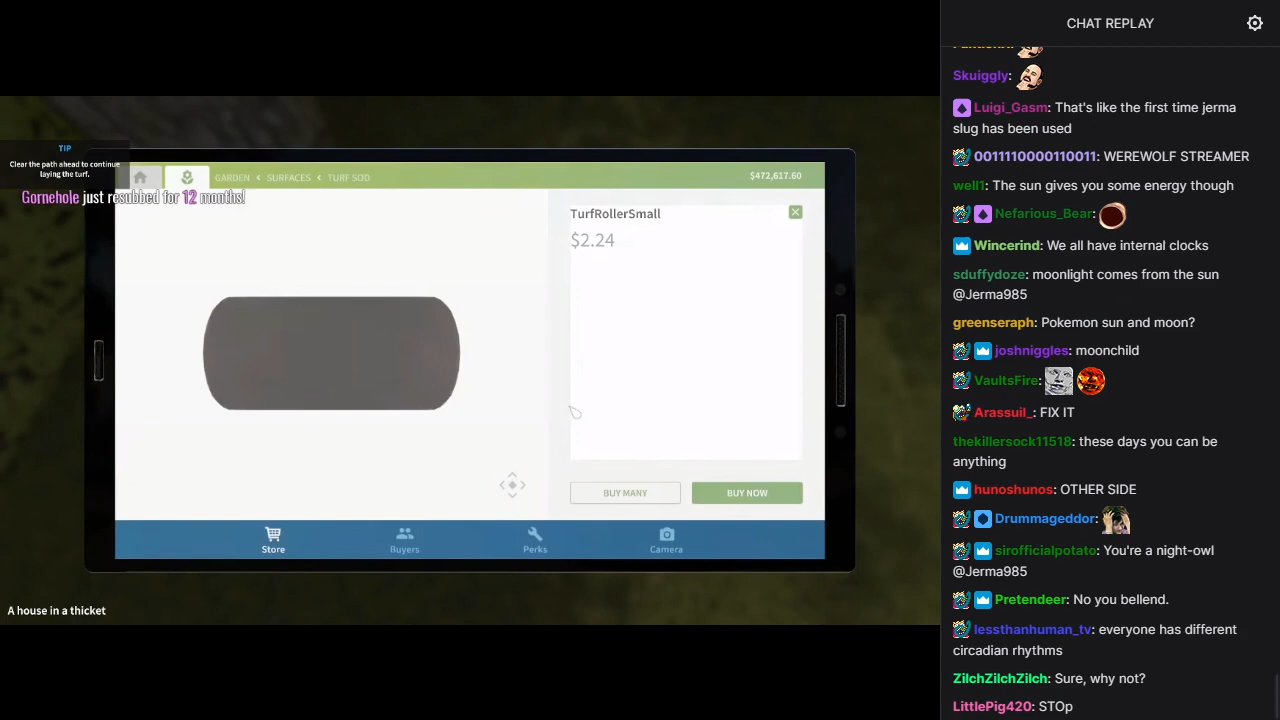 TIP
Clear the path ahead to continue
laying the turf.
Gornehole just resubbed for 12 months!
GARDEN < SURFACES < TURF SOD
$472,617.60
TurfRollerSmall
$2.24
BUY MANY
BUY NOW
Store
Buyers
Perks
Camera
A house in a thicket
CHAT REPLAY
Skuiggly:
Luigi_Gasm: That's like the first time jerma
slug has been used
0011110000110011: WEREWOLF STREAMER
well1: The sun gives you some energy though
Nefarious_Bear:
Wincerind: We all have internal clocks
sduffydoze: moonlight comes from the sun
@Jerma985
greenseraph: Pokemon sun and moon?
joshniggles: moonchild
VaultsFire:
Arassuil_: FIX IT
thekillersock11518: these days you can be
anything
hunoshunos: OTHER SIDE
Drummageddor:
sirofficialpotato: You're a night-owl
@Jerma985
Pretendeer: No you bellend.
lessthanhuman_tv: everyone has different
circadian rhythms
ZilchZilchZilch: Sure, why not?
LittlePig420: STOp